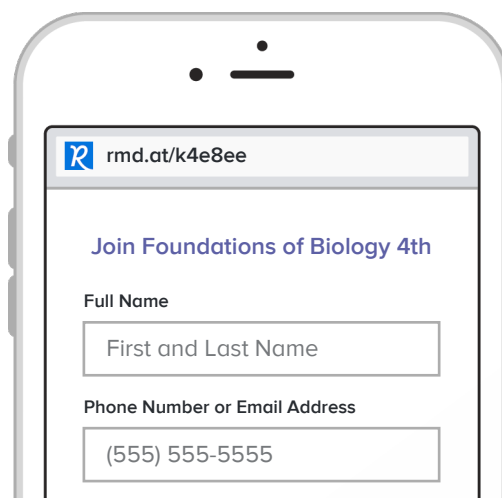 rmd.at/k4e8ee
Join Foundations of Biology 4th
Full Name
First and Last Name
Phone Number or Email Address
(555) 555-5555